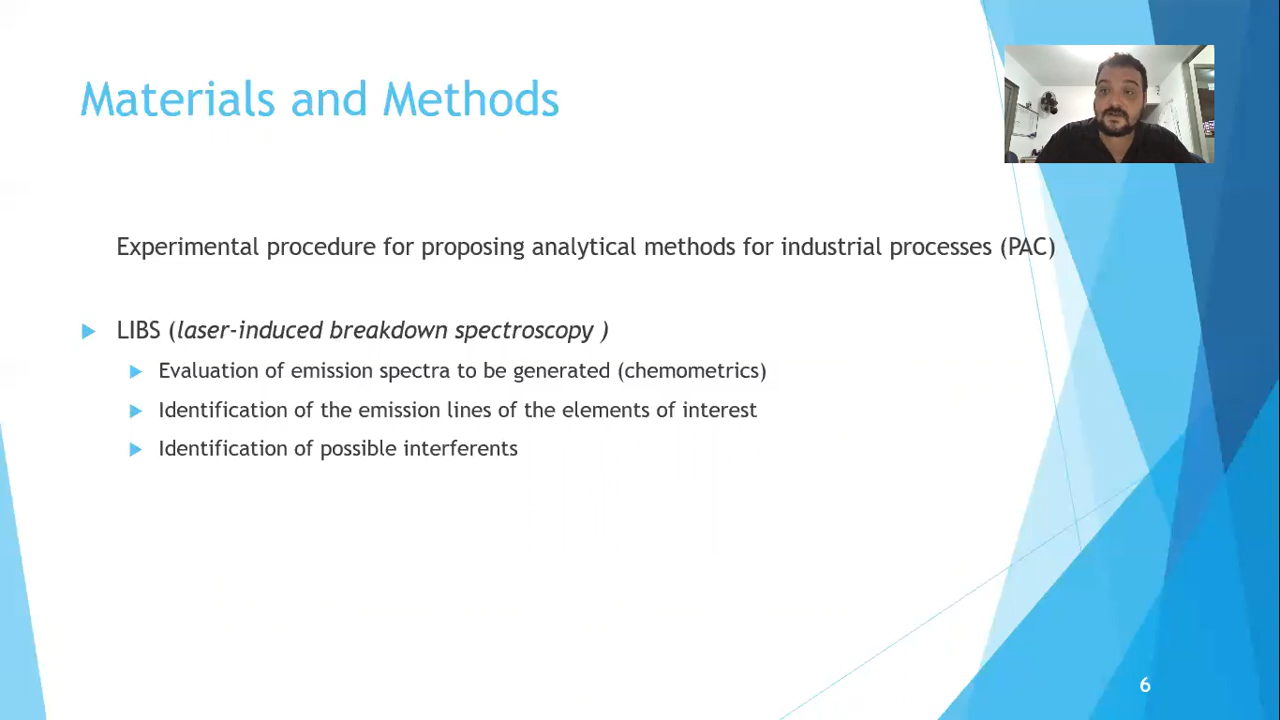 Materials and Methods
Experimental procedure for proposing analytical methods for industrial processes (PAC)
LIBS (laser-induced breakdown spectroscopy )
Evaluation of emission spectra to be generated (chemometrics)
Identification of the emission lines of the elements of interest
Identification of possible interferents
6